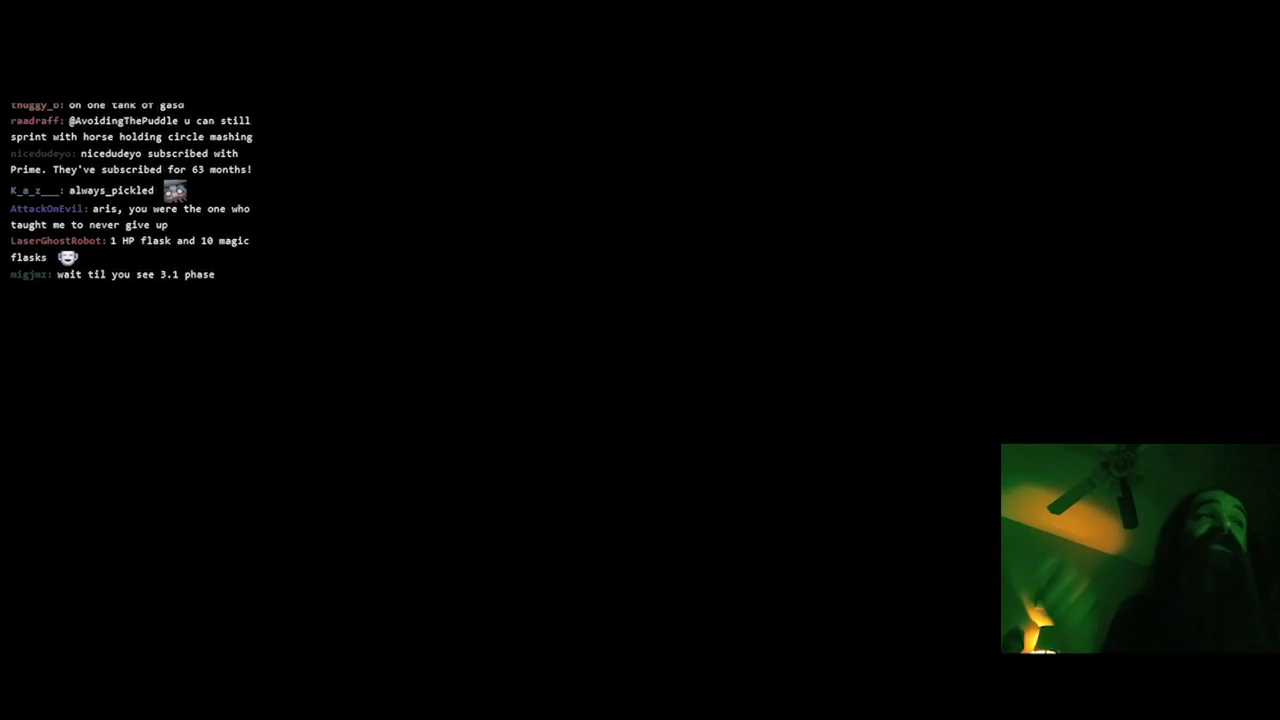 thuggy_b: on one tank of gasd
raadraff: @AvoidingThePuddle u can still
sprint with horse holding circle mashing
nicedudeyo: nicedudeyo subscribed with
Prime. They've subscribed for 63 months!
K_a_z___: always_pickled
AttackOnEvil: aris, you were the one who
taught me to never give up
LaserGhostRobot: 1 HP flask and 10 magic
flasks
migjmz: wait til you see 3.1 phase